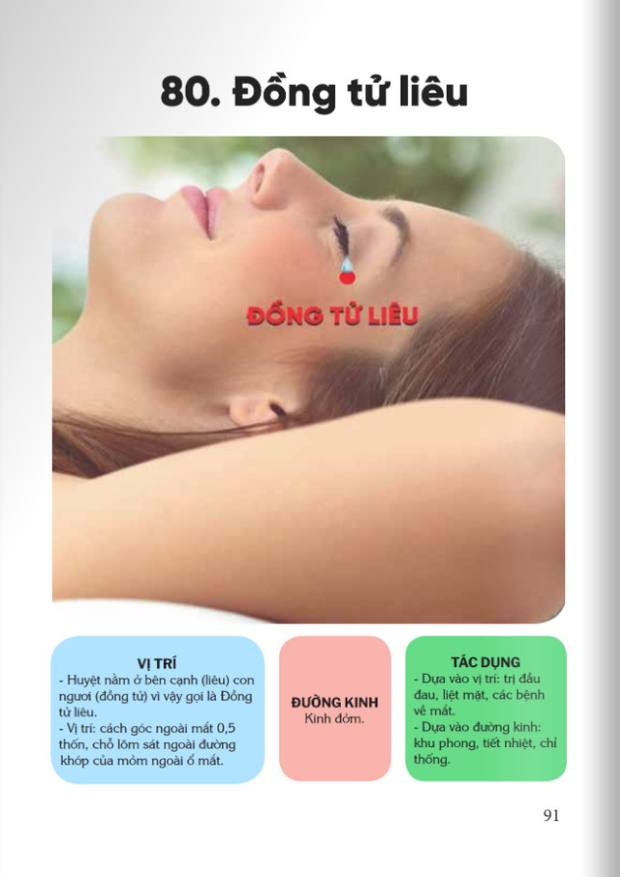 80. Đồng tử liêu
ĐỒNG TỬ LIÊU
VỊ TRÍ
- Huyệt nằm ở bên cạnh (liêu) con
ngươi (đồng tử) vì vậy gọi là Đồng
tử liêu.
- Vị trí: cách góc ngoài mắt 0,5
thốn, chỗ lõm sát ngoài đường
khớp của mỏm ngoài ổ mắt.
ĐƯỜNG KINH
Kinh đởm.
TÁC DỤNG
- Dựa vào vị trí: trị đầu
đau, liệt mặt, các bệnh
về mắt.
- Dựa vào đường kinh:
khu phong, tiết nhiệt, chỉ
thống.
91